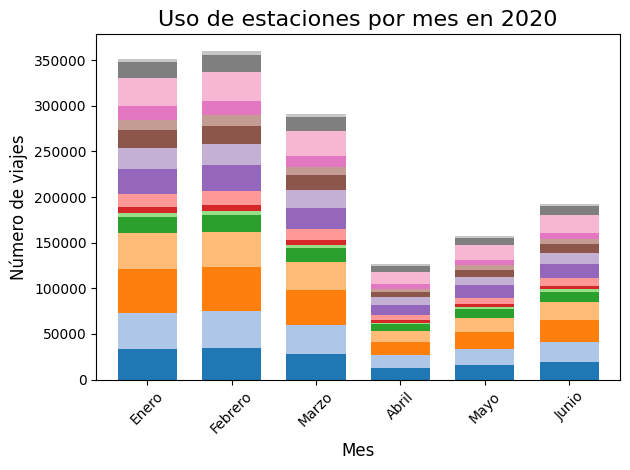 Uso de estaciones por mes en 2020
Número de viajes
350000
300000
250000
200000
150000
100000
50000
0
Enero
Febrero
Marzo
Abril
Mayo
Junio
Mes